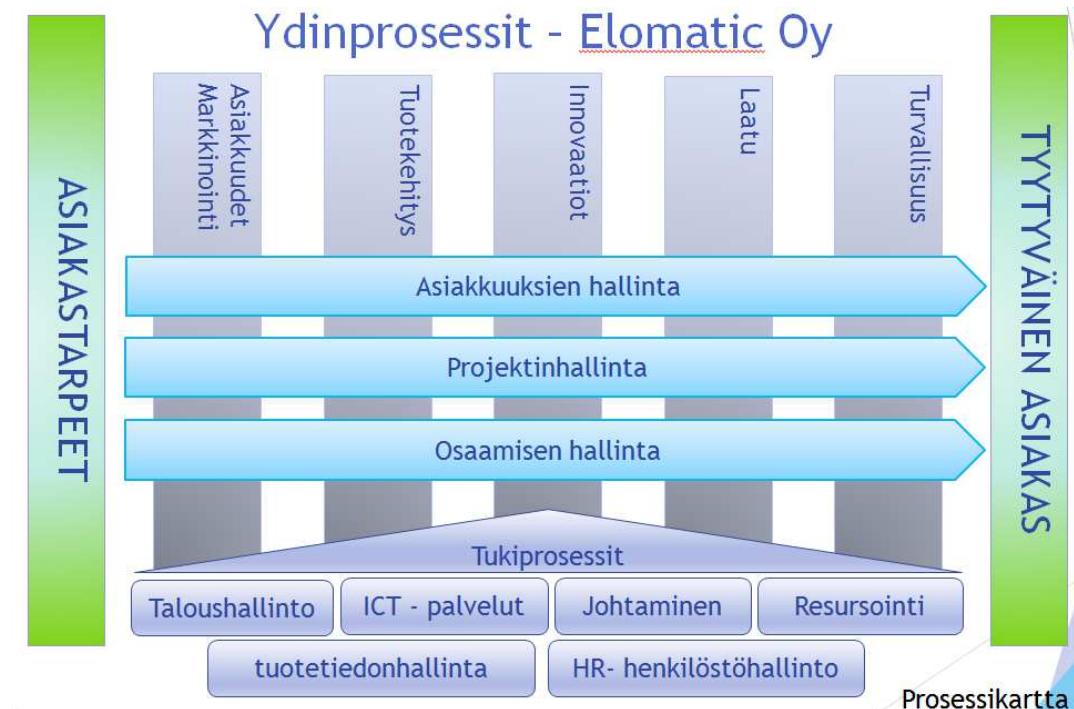 Ydinprosessit - Elomatic Oy
ASIAKASTARPEET
Asiakkuudet
Markkinointi
Tuotekehitys
Innovaatiot
Laatu
Turvallisuus
TYYTYVÄINEN ASIAKAS
Asiakkuuksien hallinta
Projektinhallinta
Osaamisen hallinta
Tukiprosessit
Taloushallinto
ICT - palvelut
Johtaminen
Resursointi
tuotetiedonhallinta
HR- henkilöstöhallinto
Prosessikartta